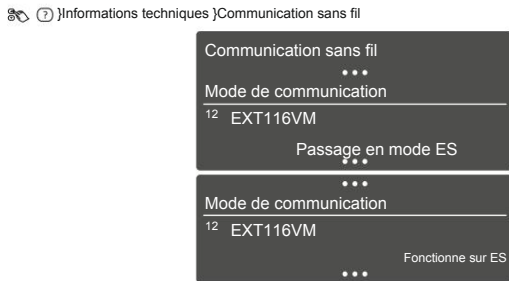 ? }Informations techniques }Communication sans fil
Communication sans fil
Mode de communication
12 EXT116VM
Passage en mode ES
Mode de communication
12 EXT116VM
Fonctionne sur ES